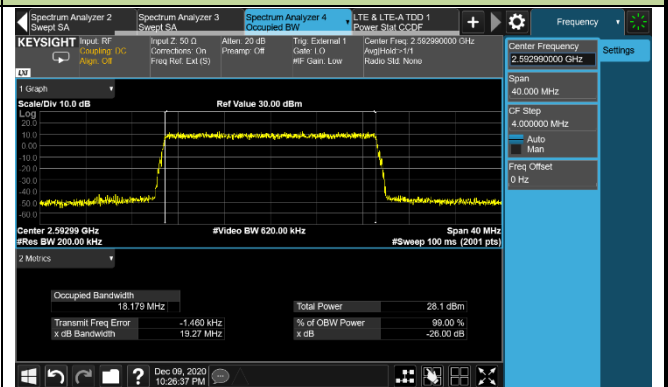 Spectrum Analyzer 2
Swept SA
Spectrum Analyzer 3
Swept SA
Spectrum Analyzer 4
Occupied BW
LTE & LTE-A TDD 1
Power Stat CCDF
Frequency
KEYSIGHT
Input: RF
Coupling: DC
Align: Off
Input Z: 50 Ω
Corrections: On
Freq Ref: Ext (S)
Atten: 20 dB
Preamp: Off
Trig: External 1
Gate: LO
#IF Gain: Low
Center Freq: 2.592990000 GHz
Avg|Hold:>1/1
Radio Std: None
LXI
Center Frequency
2.592990000 GHz
Settings
Span
40.000 MHz
CF Step
4.000000 MHz
Auto
Man
Freq Offset
0 Hz
1 Graph
Scale/Div 10.0 dB
Ref Value 30.00 dBm
Log
20.0
10.0
0.00
-10.0
-20.0
-30.0
-40.0
-50.0
-60.0
Center 2.59299 GHz
#Video BW 620.00 kHz
Span 40 MHz
#Res BW 200.00 kHz
#Sweep 100 ms (2001 pts)
2 Metrics
Occupied Bandwidth
18.179 MHz
Total Power
28.1 dBm
Transmit Freq Error
-1.460 kHz
% of OBW Power
99.00 %
x dB Bandwidth
19.27 MHz
x dB
-26.00 dB
?
Dec 09, 2020
10:26:37 PM